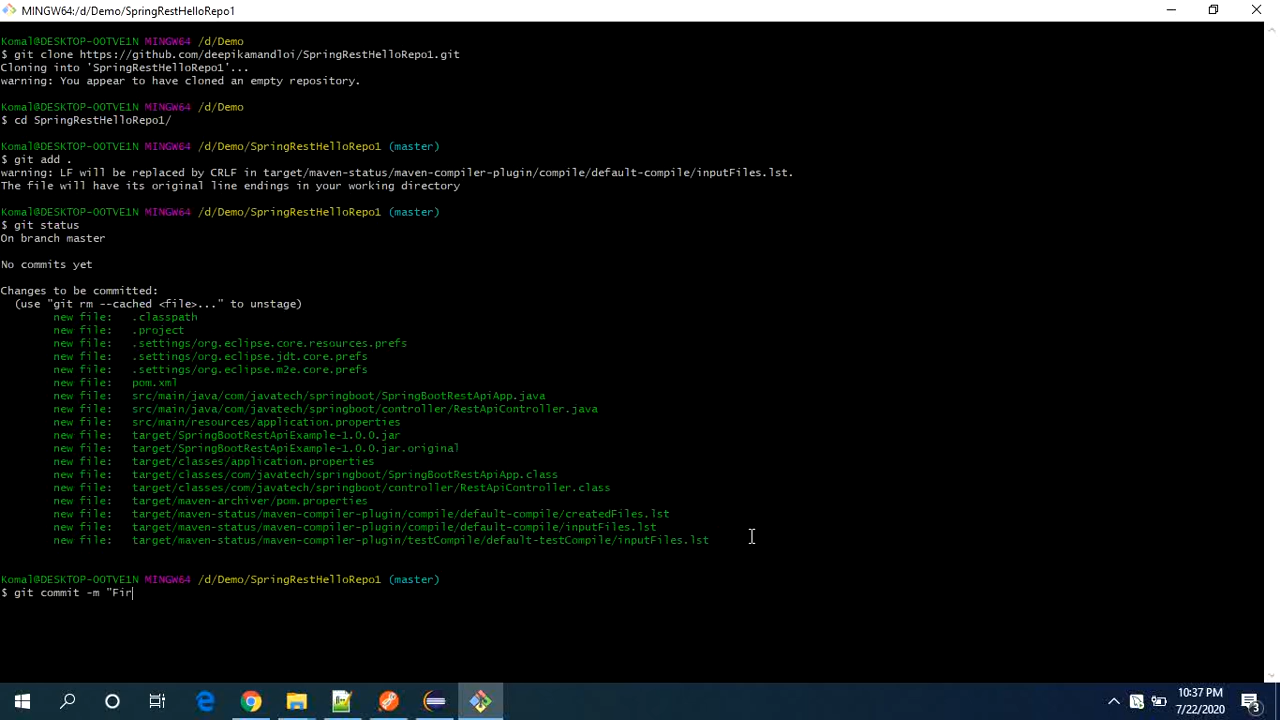 MINGW64:/d/Demo/SpringRestHelloRepo1
Komal@DESKTOP-OOTVE1N MINGW64 /d/Demo
$ git clone https://github.com/deepikamandloi/SpringRestHelloRepo1.git
Cloning into 'SpringRestHelloRepo1'...
warning: You appear to have cloned an empty repository.
Komal@DESKTOP-OOTVE1N MINGW64 /d/Demo
$ cd SpringRestHelloRepo1/
Komal@DESKTOP-OOTVE1N MINGW64 /d/Demo/SpringRestHelloRepo1 (master)
$ git add .
warning: LF will be replaced by CRLF in target/maven-status/maven-compiler-plugin/compile/default-compile/inputFiles.lst.
The file will have its original line endings in your working directory
Komal@DESKTOP-OOTVE1N MINGW64 /d/Demo/SpringRestHelloRepo1 (master)
$ git status
On branch master
No commits yet
Changes to be committed:
(use "git rm --cached <file>..." to unstage)
new file: .classpath
new file: .project
new file: .settings/org.eclipse.core.resources.prefs
new file: .settings/org.eclipse.jdt.core.prefs
new file: .settings/org.eclipse.m2e.core.prefs
new file: pom.xml
new file: src/main/java/com/javatech/springboot/SpringBootRestApiApp.java
new file: src/main/java/com/javatech/springboot/controller/RestApiController.java
new file: src/main/resources/application.properties
new file: target/SpringBootRestApiExample-1.0.0.jar
new file: target/SpringBootRestApiExample-1.0.0.jar.original
new file: target/classes/application.properties
new file: target/classes/com/javatech/springboot/SpringBootRestApiApp.class
new file: target/classes/com/javatech/springboot/controller/RestApiController.class
new file: target/maven-archiver/pom.properties
new file: target/maven-status/maven-compiler-plugin/compile/default-compile/createdFiles.lst
new file: target/maven-status/maven-compiler-plugin/compile/default-compile/inputFiles.lst
new file: target/maven-status/maven-compiler-plugin/testCompile/default-testCompile/inputFiles.lst
Komal@DESKTOP-OOTVE1N MINGW64 /d/Demo/SpringRestHelloRepo1 (master)
$ git commit -m "Fir
10:37 PM
7/22/2020
3